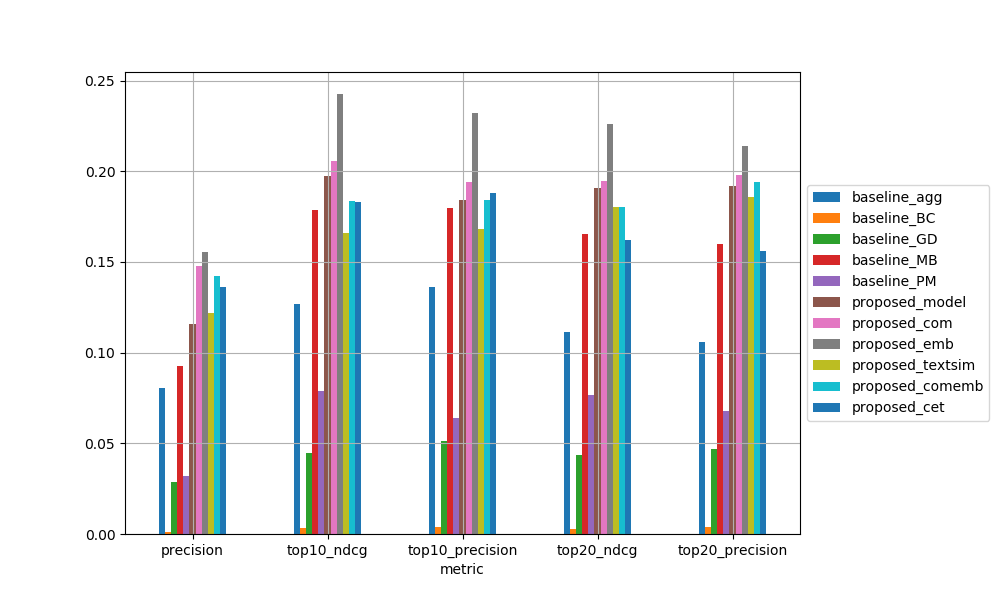 0.25
0.20
0.15
0.10
0.05
0.00
precision
top10_ndcg
top10_precision
top20_ndcg
top20_precision
metric
baseline_agg
baseline_BC
baseline_GD
baseline_MB
baseline_PM
proposed_model
proposed_com
proposed_emb
proposed_textsim
proposed_comemb
proposed_cet